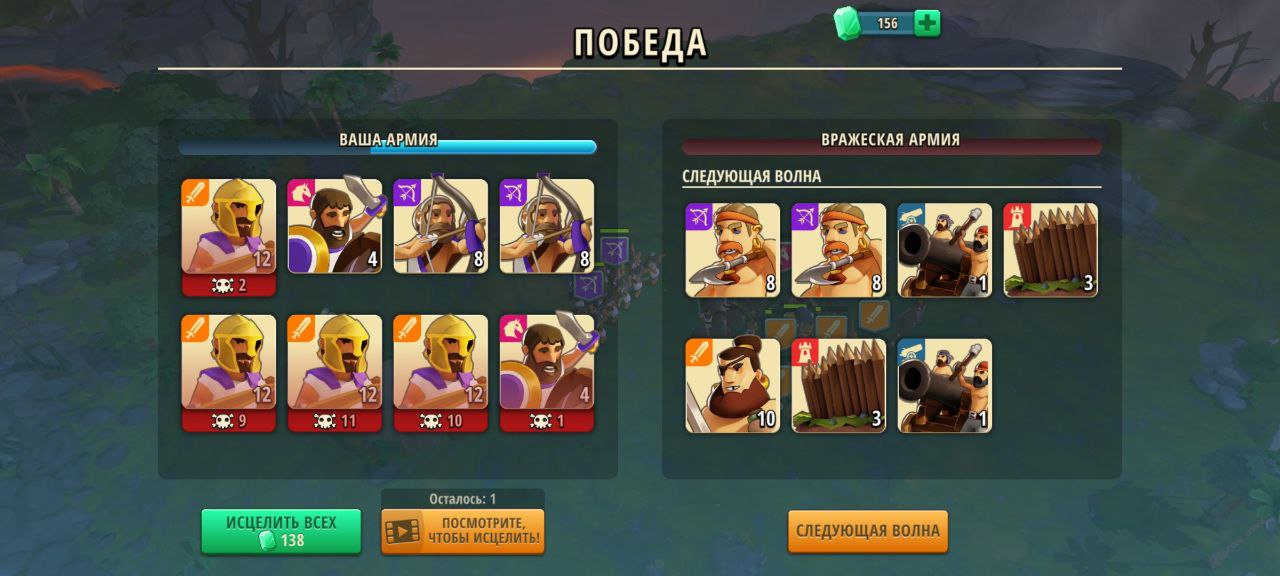 156
ПОБЕДА
ВАША АРМИЯ
ВРАЖЕСКАЯ АРМИЯ
СЛЕДУЮЩАЯ ВОЛНА
12
4
8
8
2
8
8
1
3
12
12
12
4
9
11
10
1
10
3
1
Осталось: 1
ИСЦЕЛИТЬ ВСЕХ
138
ПОСМОТРИТЕ,
ЧТОБЫ ИСЦЕЛИТЬ!
СЛЕДУЮЩАЯ ВОЛНА